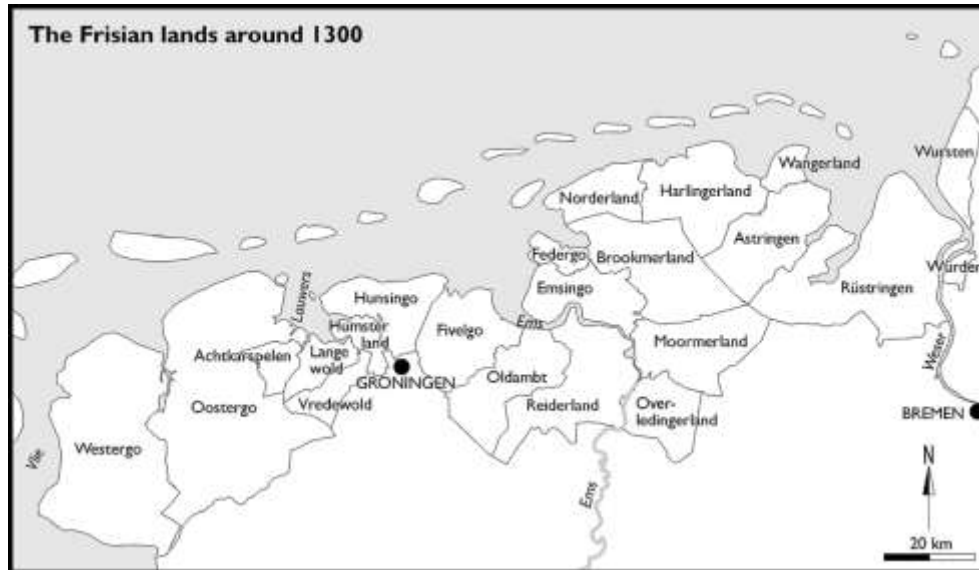 The Frisian lands around 1300
Wursten
Wangerland
Harlingerland
Norderland
Astringen
Federgo
Brookmerland
Würden
Emsingo
Rüstringen
Lauwers
Hunsingo
Ems
Humster
land
Fivelgo
Moormerland
Weser
Achtkarspelen
Lange
wold
GRONINGEN
Oldambt
Vredewold
Oostergo
Reiderland
Over-
ledingerland
BREMEN
Westergo
Vlie
N
Ems
20 km